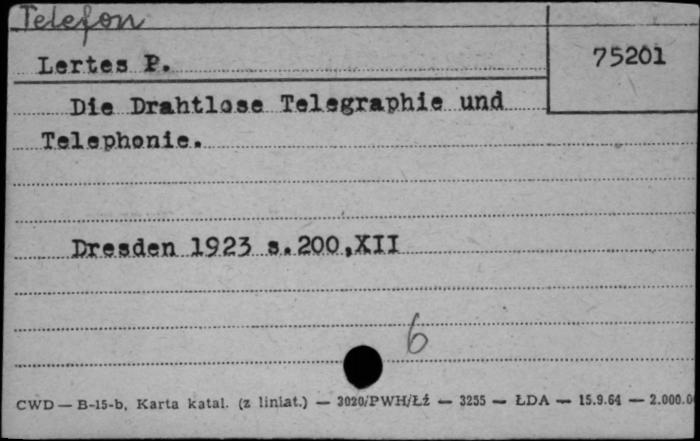 Telefon
Lertes P.
75201
Die Drahtlose Telegraphie und
Telephonie.
Dresden 1923 s.200,XII
6
CWD — B-15-b, Karta katal. (z liniat.) — 3020/PWH/Łź — 3255 — ŁDA — 15.9.64 — 2.000.0